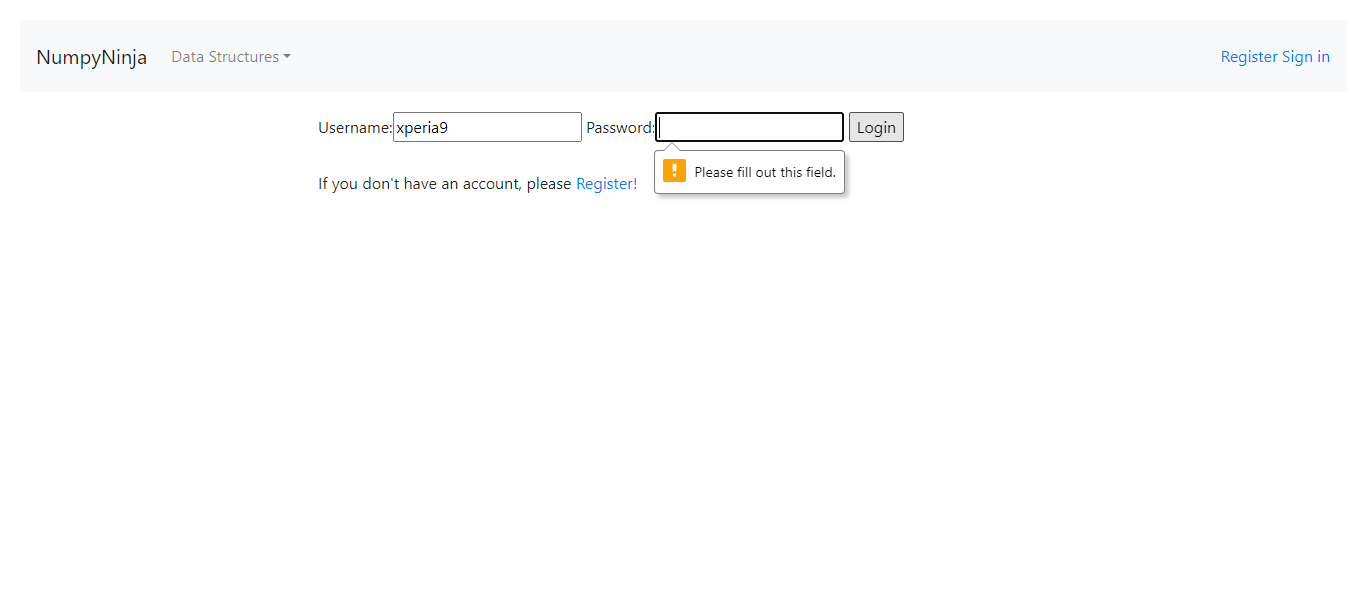 NumpyNinja Data Structures Register Sign in
Username: xperia9 Password: Login
Please fill out this field.
If you don't have an account, please Register!